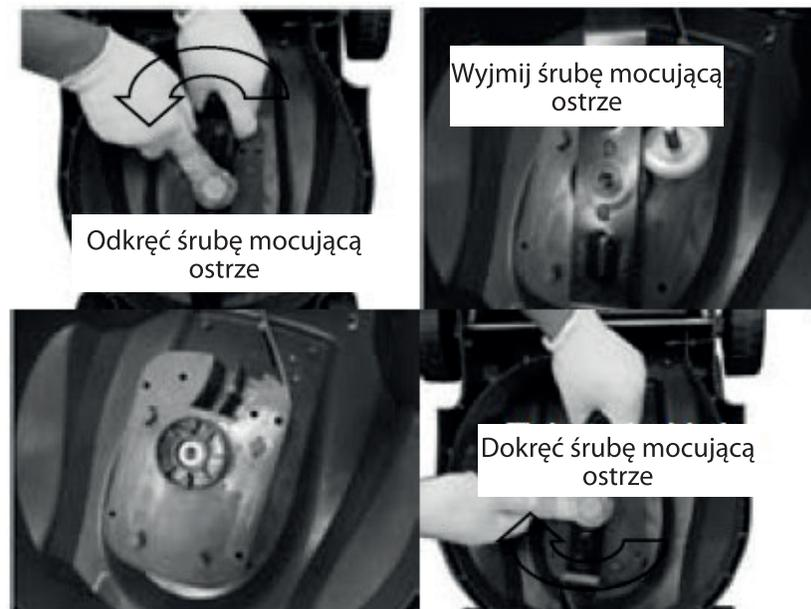 Odkręć śrubę mocującą
ostrze
Wyjmij śrubę mocującą
ostrze
Dokręć śrubę mocującą
ostrze